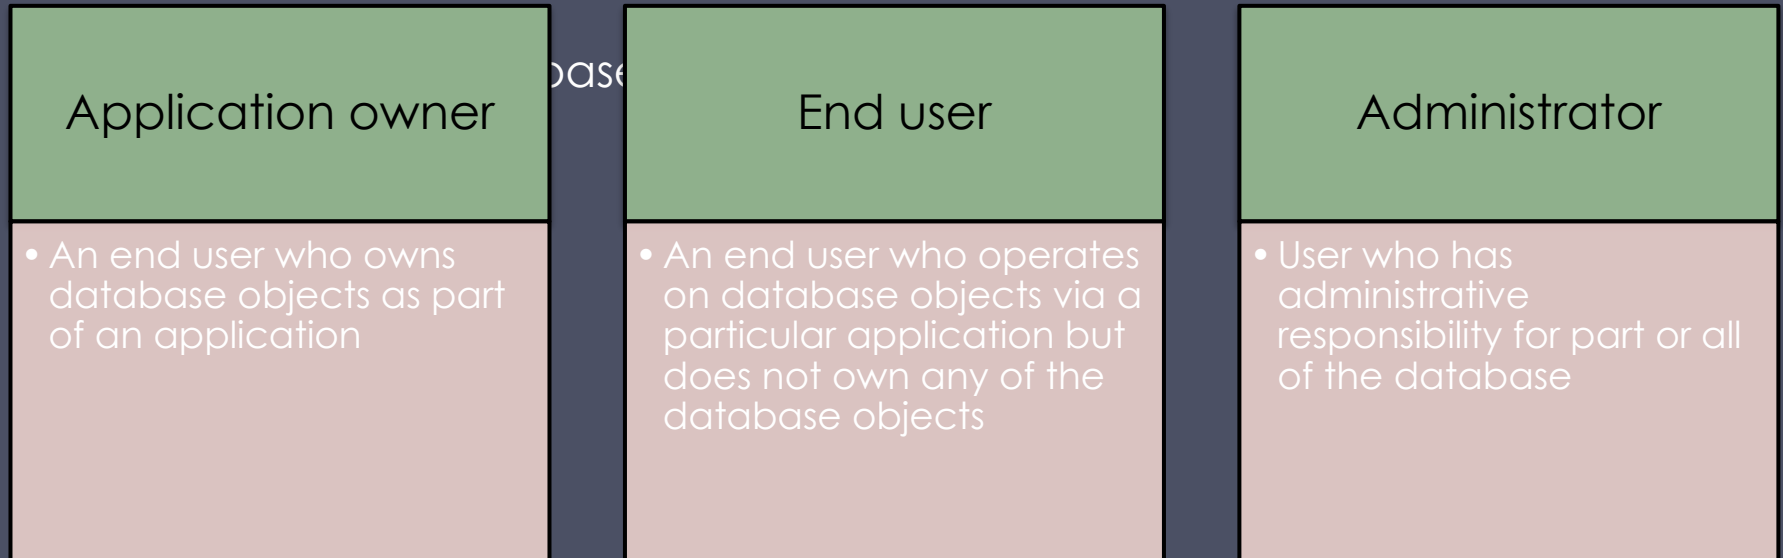 Application owner
End user
Administrator
• An end user who owns
database objects as part
of an application
• An end user who operates
on database objects via a
particular application but
does not own any of the
database objects
• User who has
administrative
responsibility for part or all
of the database